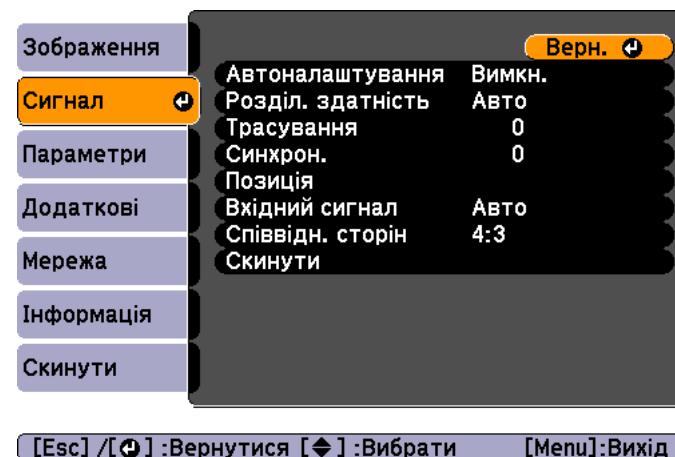 Зображення
Сигнал
Параметри
Додаткові
Мережа
Інформація
Скинути
Верн.
Автоналаштування Вимкн.
Розділ. здатність Авто
Трасування 0
Синхрон. 0
Позиція
Вхідний сигнал Авто
Співвідн. сторін 4:3
Скинути
[Esc] /[] :Вернутися [] :Вибрати [Menu]:Вихід